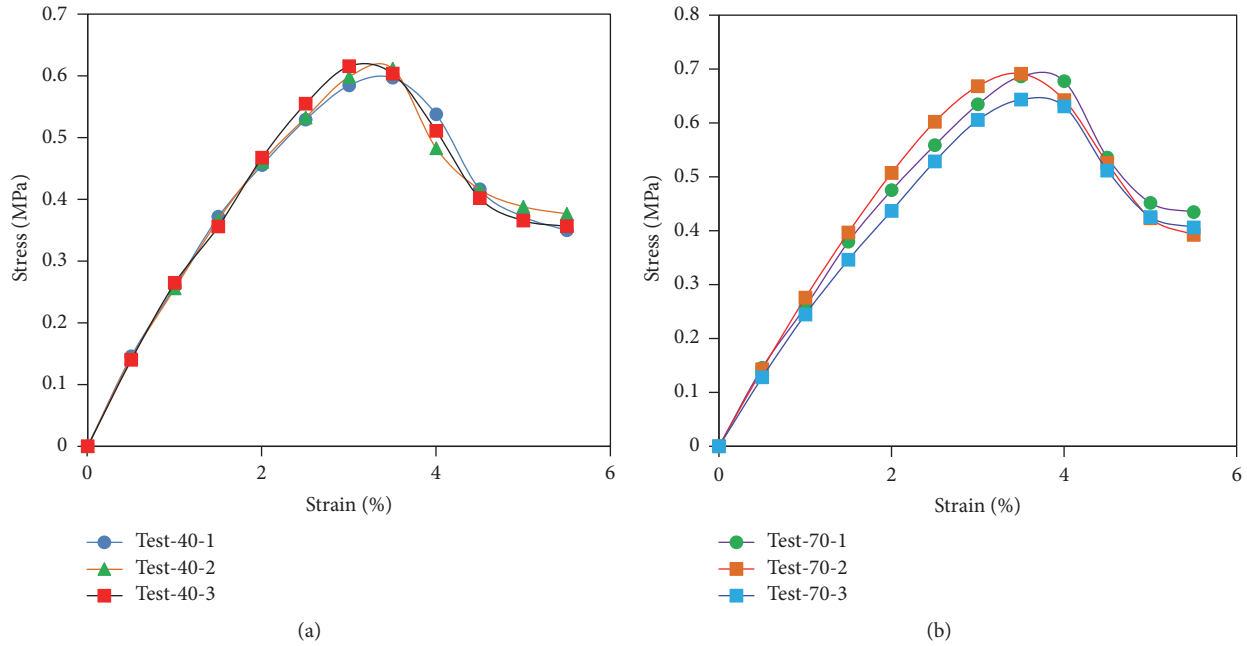 0.7
0.6
0.5
0.4
0.3
0.2
0.1
0
Stress (MPa)
0 2 4 6
Strain (%)
Test-40-1
Test-40-2
Test-40-3
(a)
0.8
0.7
0.6
0.5
0.4
0.3
0.2
0.1
0
Stress (MPa)
0 2 4 6
Strain (%)
Test-70-1
Test-70-2
Test-70-3
(b)